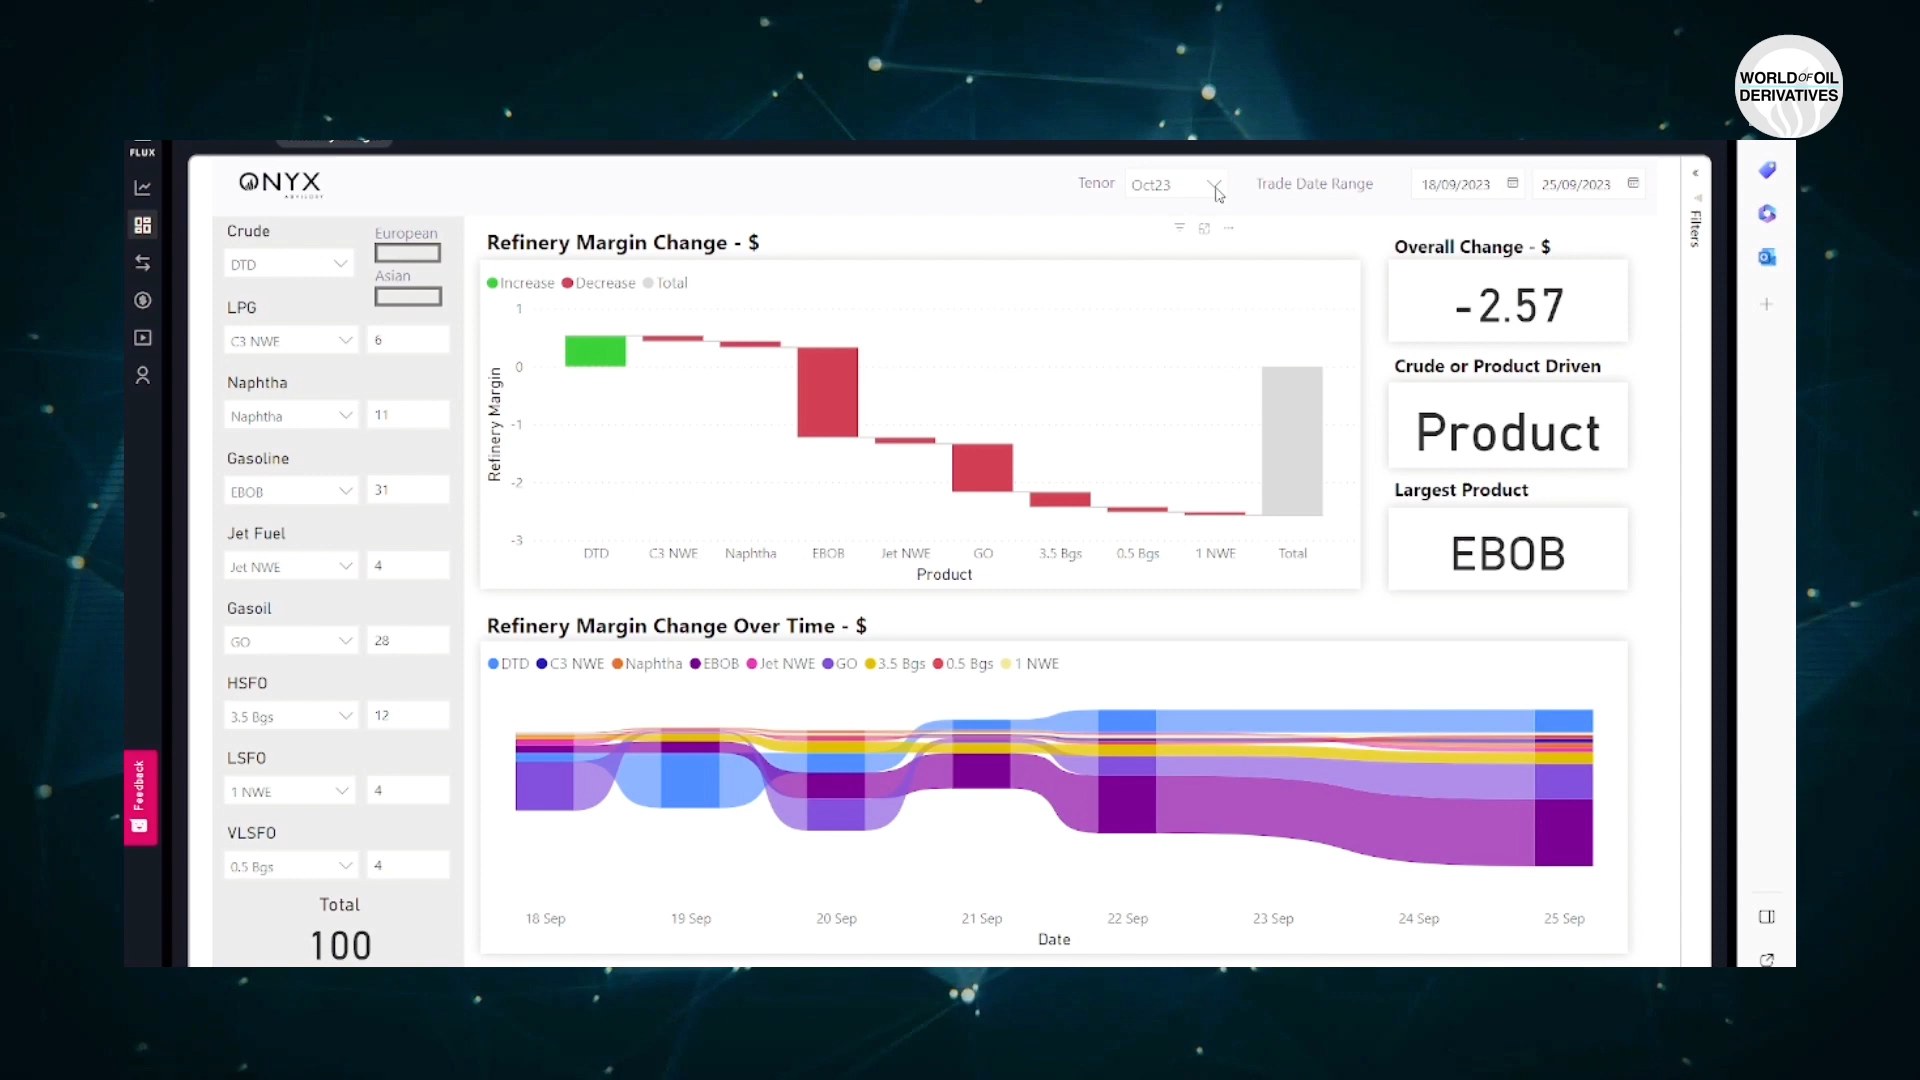 WORLD OF OIL
DERIVATIVES
FLUX
ONYX
ADVISORY
Tenor
Oct23
Trade Date Range
18/09/2023
25/09/2023
Filters
Crude
European
DTD
Asian
LPG
C3 NWE
6
Naphtha
Naphtha
11
Gasoline
EBOB
31
Jet Fuel
Jet NWE
4
Gasoil
GO
28
HSFO
3.5 Bgs
12
LSFO
1 NWE
4
VLSFO
0.5 Bgs
4
Total
100
Feedback
Refinery Margin Change - $
Increase Decrease Total
Refinery Margin
1
0
-1
-2
-3
DTD C3 NWE Naphtha EBOB Jet NWE GO 3.5 Bgs 0.5 Bgs 1 NWE Total
Product
Overall Change - $
-2.57
Crude or Product Driven
Product
Largest Product
EBOB
Refinery Margin Change Over Time - $
DTD C3 NWE Naphtha EBOB Jet NWE GO 3.5 Bgs 0.5 Bgs 1 NWE
18 Sep 19 Sep 20 Sep 21 Sep 22 Sep 23 Sep 24 Sep 25 Sep
Date